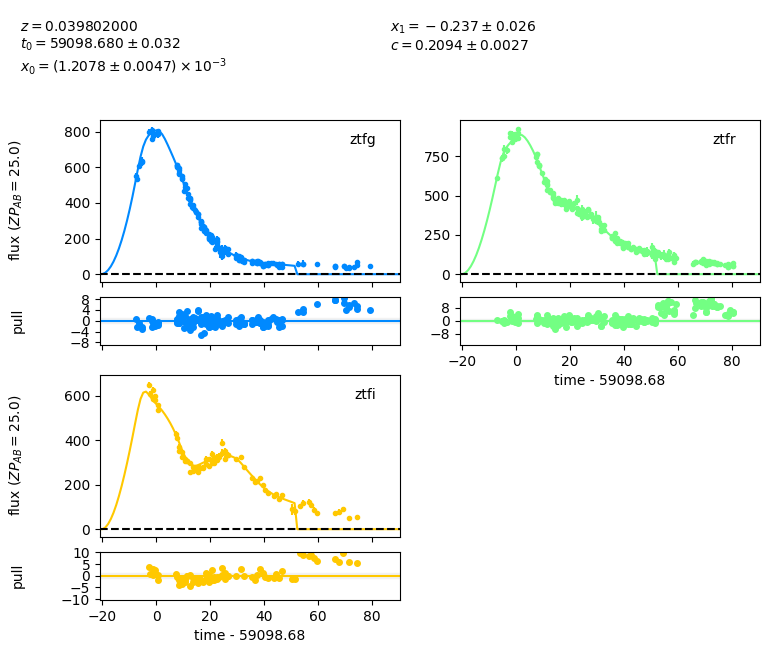 z = 0.039802000
t₀ = 59098.680 ± 0.032
x₀ = (1.2078 ± 0.0047) × 10⁻³
x₁ = −0.237 ± 0.026
c = 0.2094 ± 0.0027
flux (ZP_AB = 25.0)
800
600
400
200
0
ztfg
pull
8
4
0
−4
−8
750
500
250
0
ztfr
8
0
−8
−20 0 20 40 60 80
time - 59098.68
flux (ZP_AB = 25.0)
600
400
200
0
ztfi
pull
10
5
0
−5
−10
−20 0 20 40 60 80
time - 59098.68